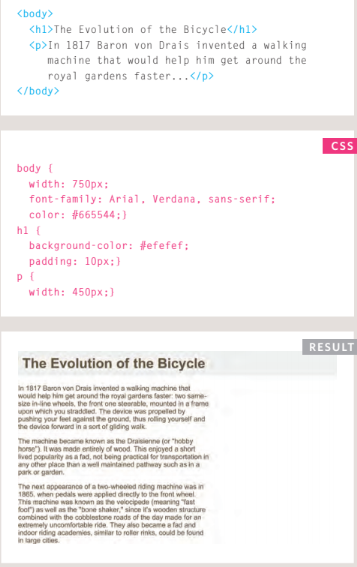 <body>
<h1>The Evolution of the Bicycle</h1>
<p>In 1817 Baron von Drais invented a walking
machine that would help him get around the
royal gardens faster...</p>
</body>
CSS
body {
width: 750px;
font-family: Arial, Verdana, sans-serif;
color: #665544;}
h1 {
background-color: #efefef;
padding: 10px;}
p {
width: 450px;}
RESULT
The Evolution of the Bicycle
In 1817 Baron von Drais invented a walking machine that
would help him get around the royal gardens faster: two same-
size in-line wheels, the front one steerable, mounted in a frame
upon which you straddled. The device was propelled by
pushing your feet against the ground, thus rolling yourself and
the device forward in a sort of gliding walk.
The machine became known as the Draisienne (or "hobby
horse"). It was made entirely of wood. This enjoyed a short
lived popularity as a fad, not being practical for transportation in
any other place than a well maintained pathway such as in a
park or garden.
The next appearance of a two-wheeled riding machine was in
1865, when pedals were applied directly to the front wheel.
This machine was known as the velocipede (meaning "fast
foot") as well as the "bone shaker," since it's wooden structure
combined with the cobblestone roads of the day made for an
extremely uncomfortable ride. They also became a fad and
indoor riding academies, similar to roller rinks, could be found
in large cities.